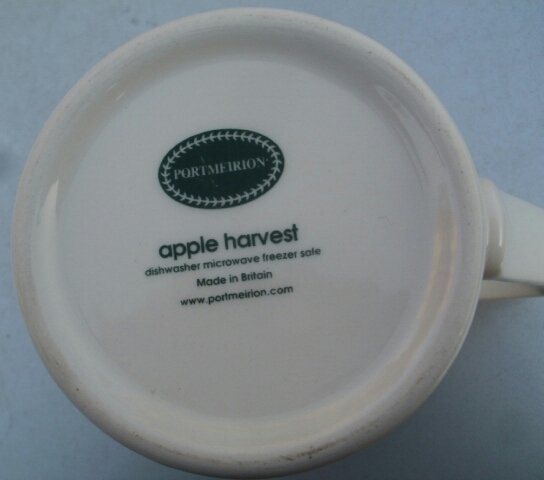 PORTMEIRION
apple harvest
dishwasher microwave freezer safe
Made in Britain
www.portmeirion.com